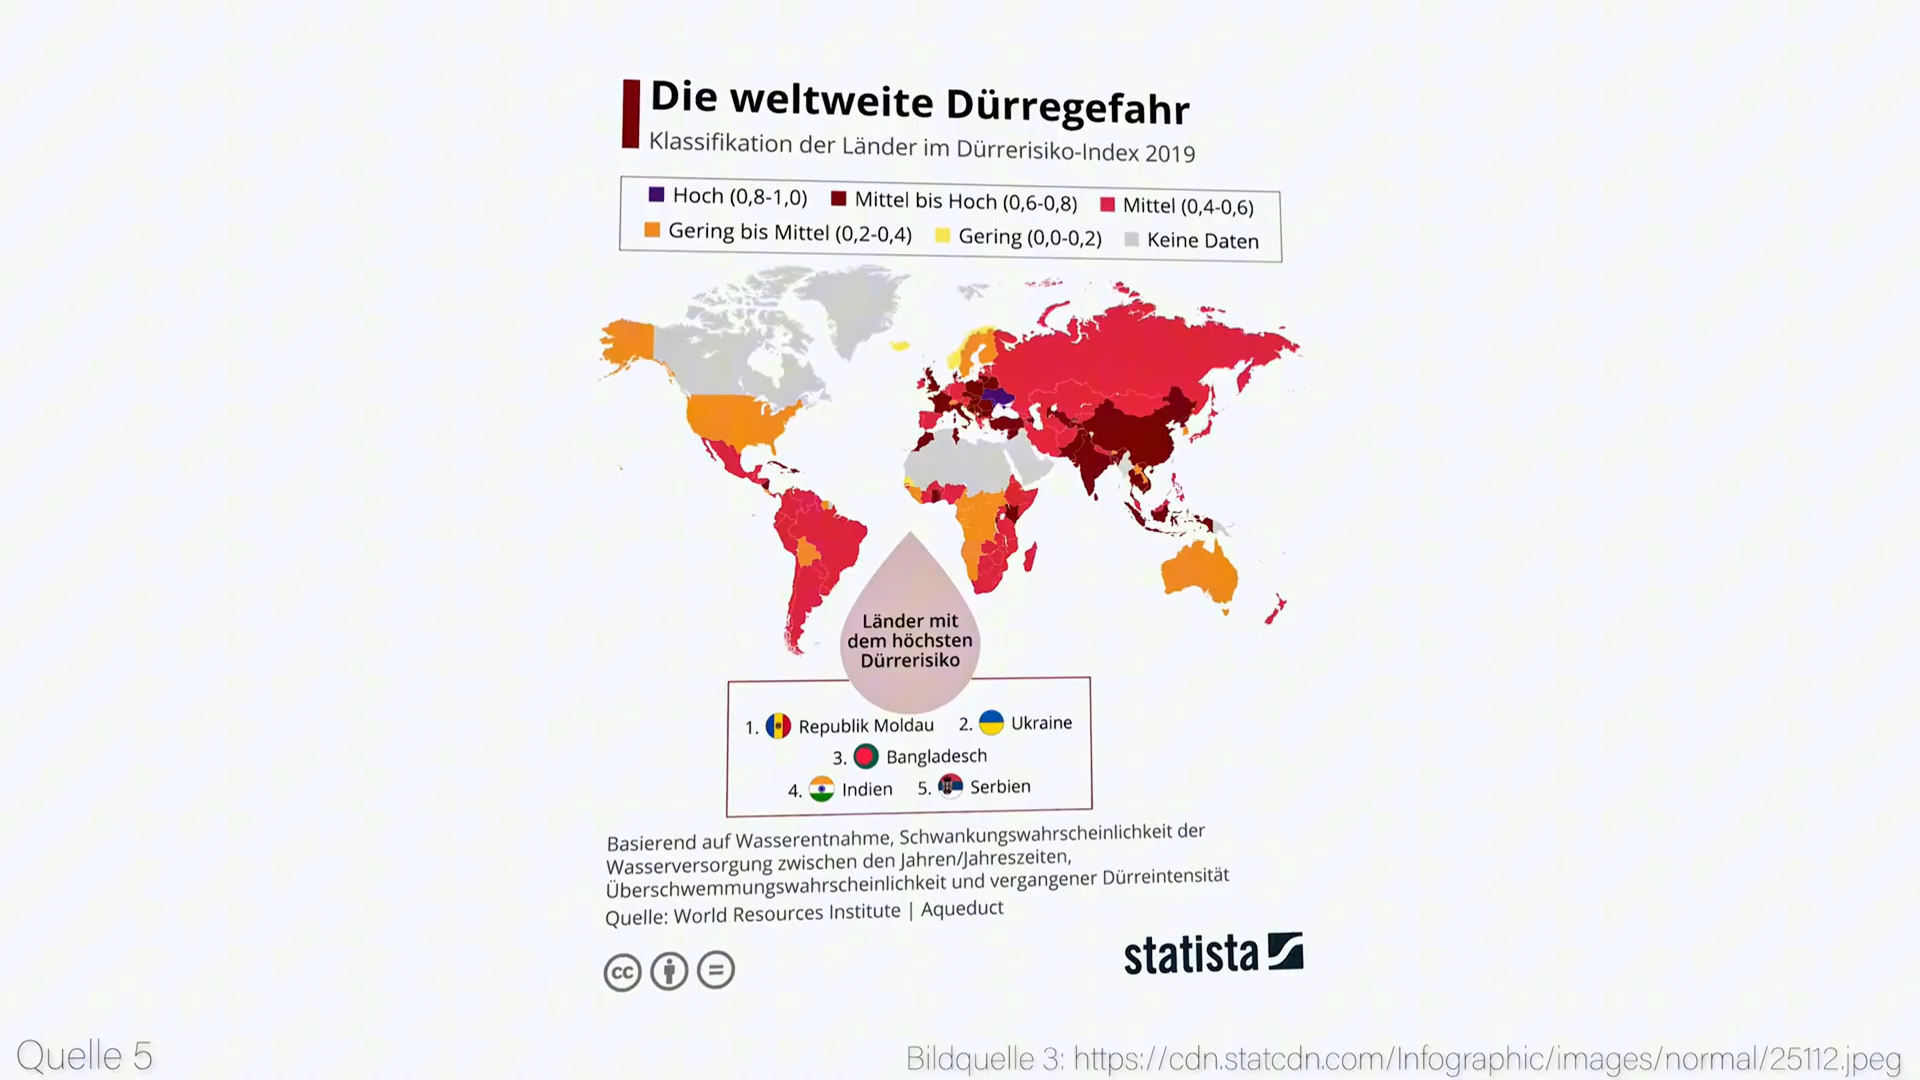 Die weltweite Dürregefahr
Klassifikation der Länder im Dürrerisiko-Index 2019
Hoch (0,8-1,0) Mittel bis Hoch (0,6-0,8) Mittel (0,4-0,6)
Gering bis Mittel (0,2-0,4) Gering (0,0-0,2) Keine Daten
Länder mit
dem höchsten
Dürrerisiko
1. Republik Moldau 2. Ukraine
3. Bangladesch
4. Indien 5. Serbien
Basierend auf Wasserentnahme, Schwankungswahrscheinlichkeit der
Wasserversorgung zwischen den Jahren/Jahreszeiten,
Überschwemmungswahrscheinlichkeit und vergangener Dürreintensität
Quelle: World Resources Institute | Aqueduct
cc
statista
Quelle 5
Bildquelle 3: https://cdn.statcdn.com/Infographic/images/normal/25112.jpeg